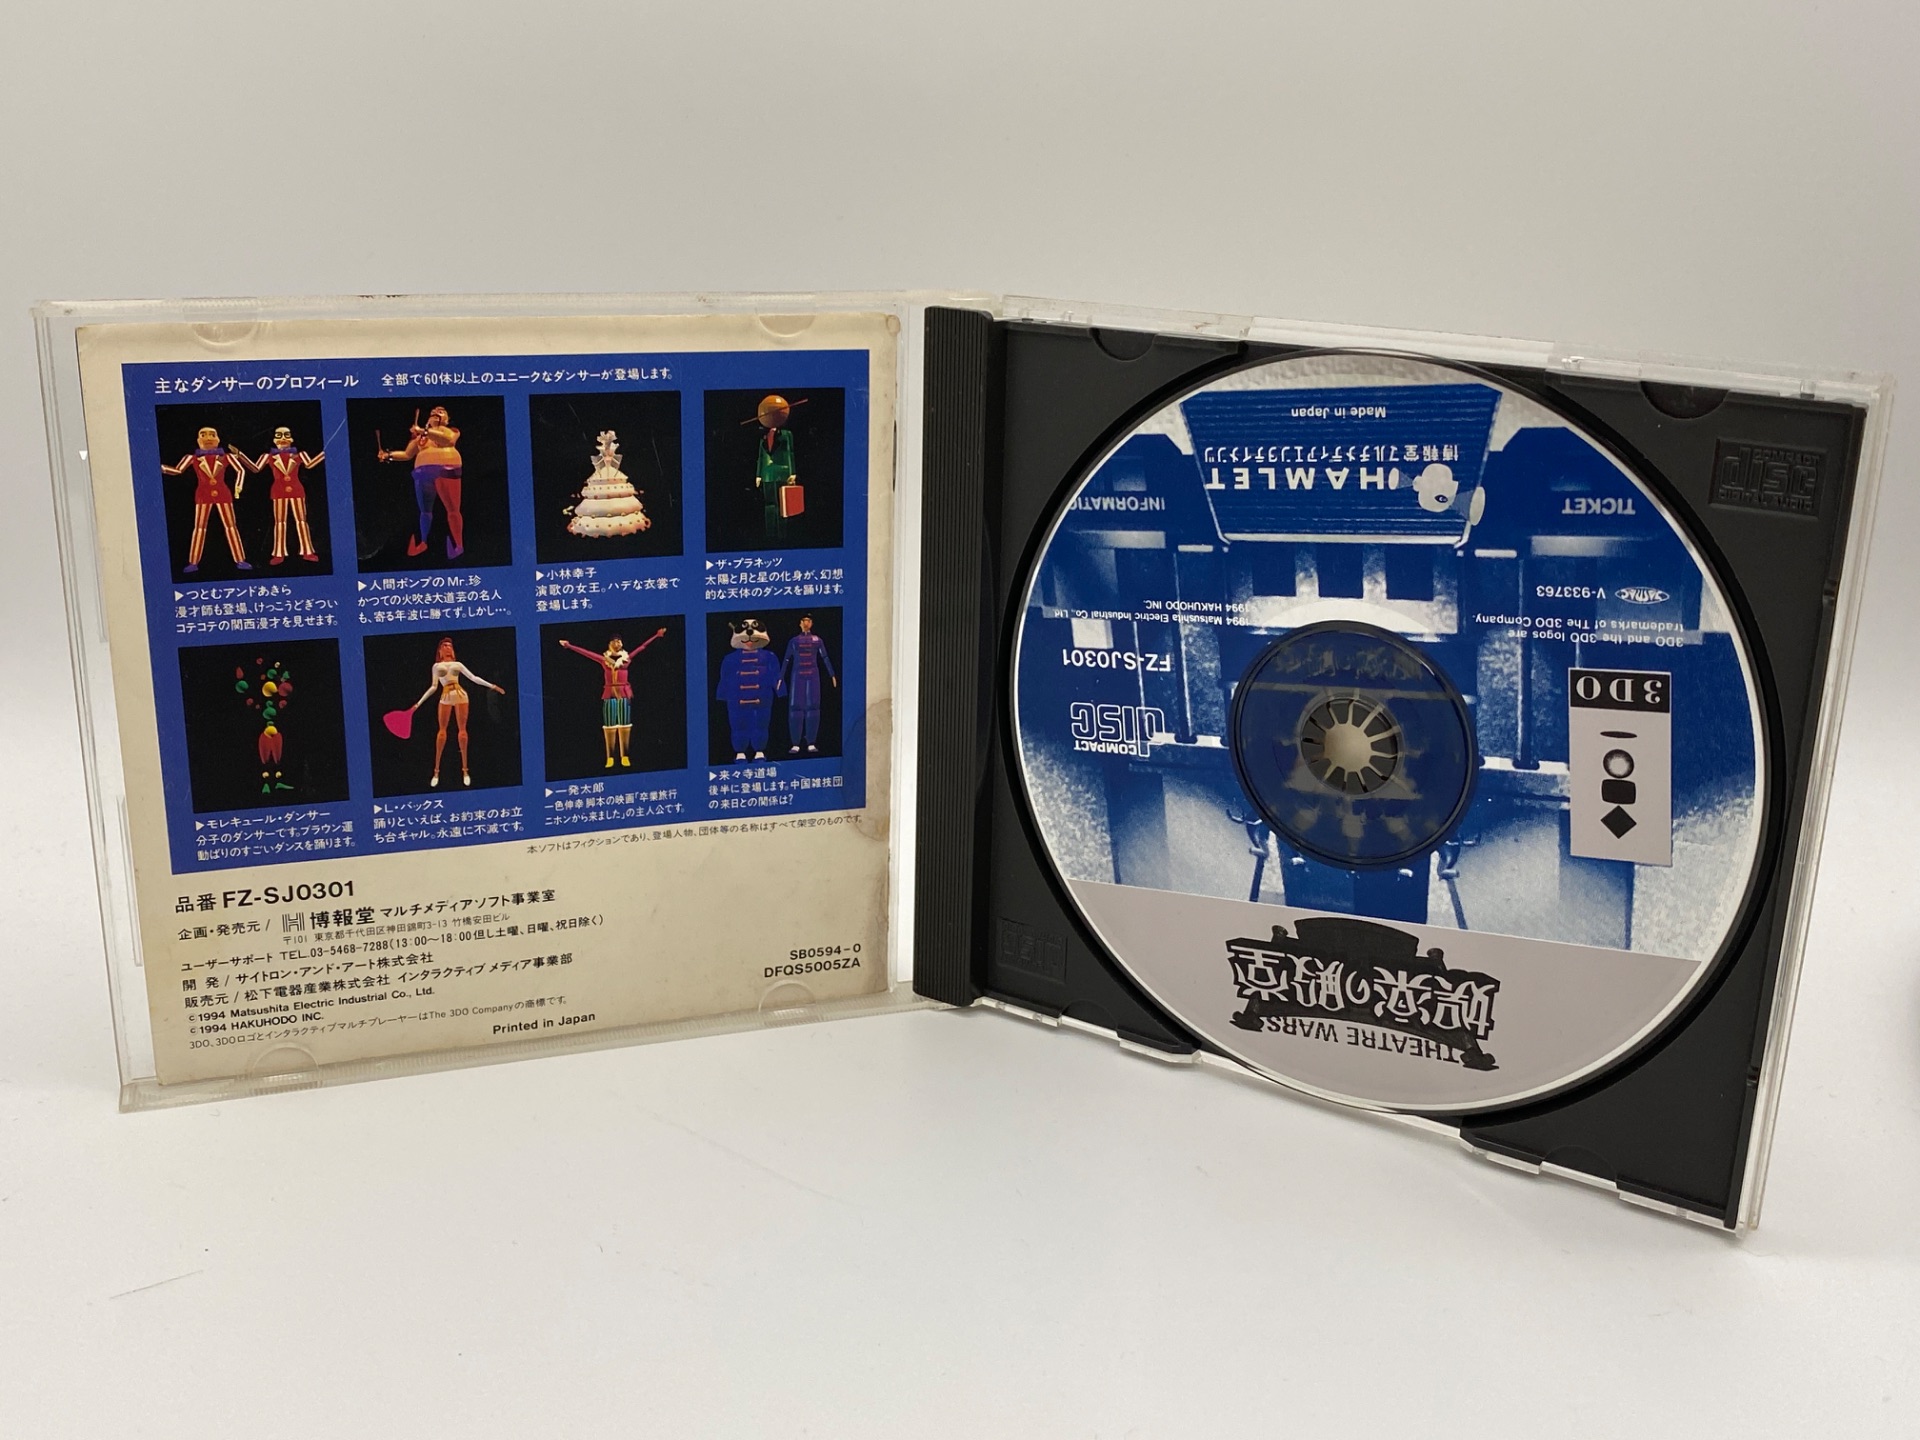 主なダンサーのプロフィール 全部で60体以上のユニークなダンサーが登場します。
▶つとむアンドあきら
漫才師も登場、けっこうどぎつい
コテコテの関西漫才を見せます。
▶人間ポンプのMr.珍
かつての火吹き大道芸の名人
も、寄る年波に勝てず。しかし…。
▶小林幸子
演歌の女王。ハデな衣裳で
登場します。
▶ザ・プラネッツ
太陽と月と星の化身が、幻想
的な天体のダンスを踊ります。
▶モレキュール・ダンサー
分子のダンサーです。ブラウン運
動ばりのすごいダンスを踊ります。
▶L・バックス
踊りといえば、お約束のお立
ち台ギャル。永遠に不滅です。
▶一発太郎
一色伸幸脚本の映画「卒業旅行
ニホンから来ました」の主人公です。
▶来々寺道場
後半に登場します。中国雑技団
の来日との関係は?
本ソフトはフィクションであり、登場人物、団体等の名称はすべて架空のものです。
品番 FZ-SJ0301
企画・発売元 / 博報堂 マルチメディアソフト事業室
〒101 東京都千代田区神田錦町3-13 竹橋安田ビル
ユーザーサポート TEL.03-5468-7288(13:00〜18:00但し土曜、日曜、祝日除く)
開 発 / サイトロン・アンド・アート株式会社
販売元 / 松下電器産業株式会社 インタラクティブ メディア事業部
c 1994 Matsushita Electric Industrial Co., Ltd.
c 1994 HAKUHODO INC.
3DO、3DOロゴとインタラクティブマルチプレーヤーはThe 3DO Companyの商標です。
Printed in Japan
SB0594-0
DFQS5005ZA
THEATRE WARS
娯楽の殿堂
3DO
COMPACT
disc
FZ-SJ0301
1994 Matsushita Electric Industrial Co., Ltd.
1994 HAKUHODO INC.
3DO and the 3DO logos are
trademarks of The 3DO Company.
V-933763
TICKET
INFORMATIO
HAMLET
博報堂マルチメディアエンタテイメンツ
Made in Japan
COMPACT
disc
disc